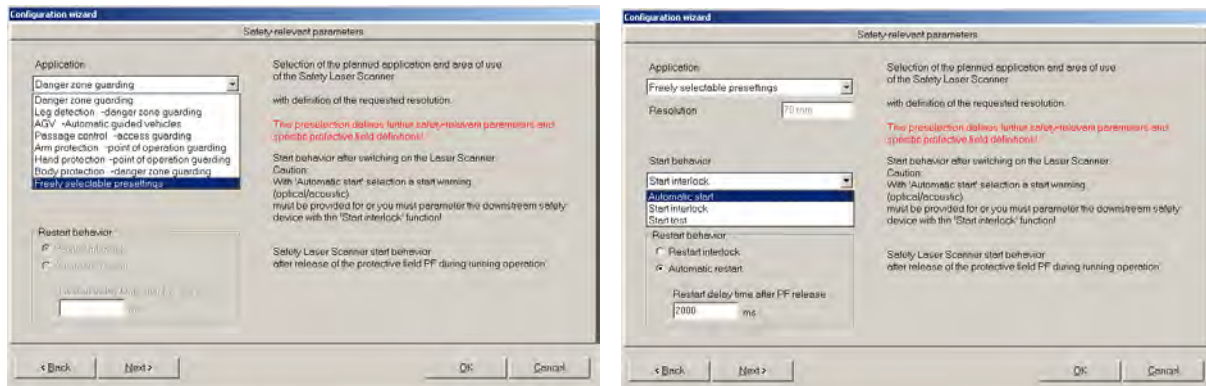 Configuration wizard
Safety-relevant parameters
Application
Danger zone guarding
Danger zone guarding
Leg detection -danger zone guarding
AGV -Automatic guided vehicles
Passage control -access guarding
Arm protection -point of operation guarding
Hand protection -point of operation guarding
Body protection -danger zone guarding
Freely selectable presettings
Restart behavior
ms
Selection of the planned application and area of use
of the Safety Laser Scanner
with definition of the requested resolution.
This preselection defines further safety-relevant parameters and
specific protective field definitions!
Start behavior after switching on the Laser Scanner
Caution:
With 'Automatic start' selection a start warning
(optical/acoustic)
must be provided for or you must parameter the downstream safety
device with the 'Start interlock' function!
Safety Laser Scanner start behavior
after release of the protective field PF during running operation
< Back
Next >
OK
Cancel
Configuration wizard
Safety-relevant parameters
Application
Freely selectable presettings
Resolution
70 mm
Start behavior
Start interlock
Automatic start
Start interlock
Start test
Restart behavior
Restart interlock
Automatic restart
Restart delay time after PF release
2000 ms
Selection of the planned application and area of use
of the Safety Laser Scanner
with definition of the requested resolution.
This preselection defines further safety-relevant parameters and
specific protective field definitions!
Start behavior after switching on the Laser Scanner
Caution:
With 'Automatic start' selection a start warning
(optical/acoustic)
must be provided for or you must parameter the downstream safety
device with the 'Start interlock' function!
Safety Laser Scanner start behavior
after release of the protective field PF during running operation
< Back
Next >
OK
Cancel